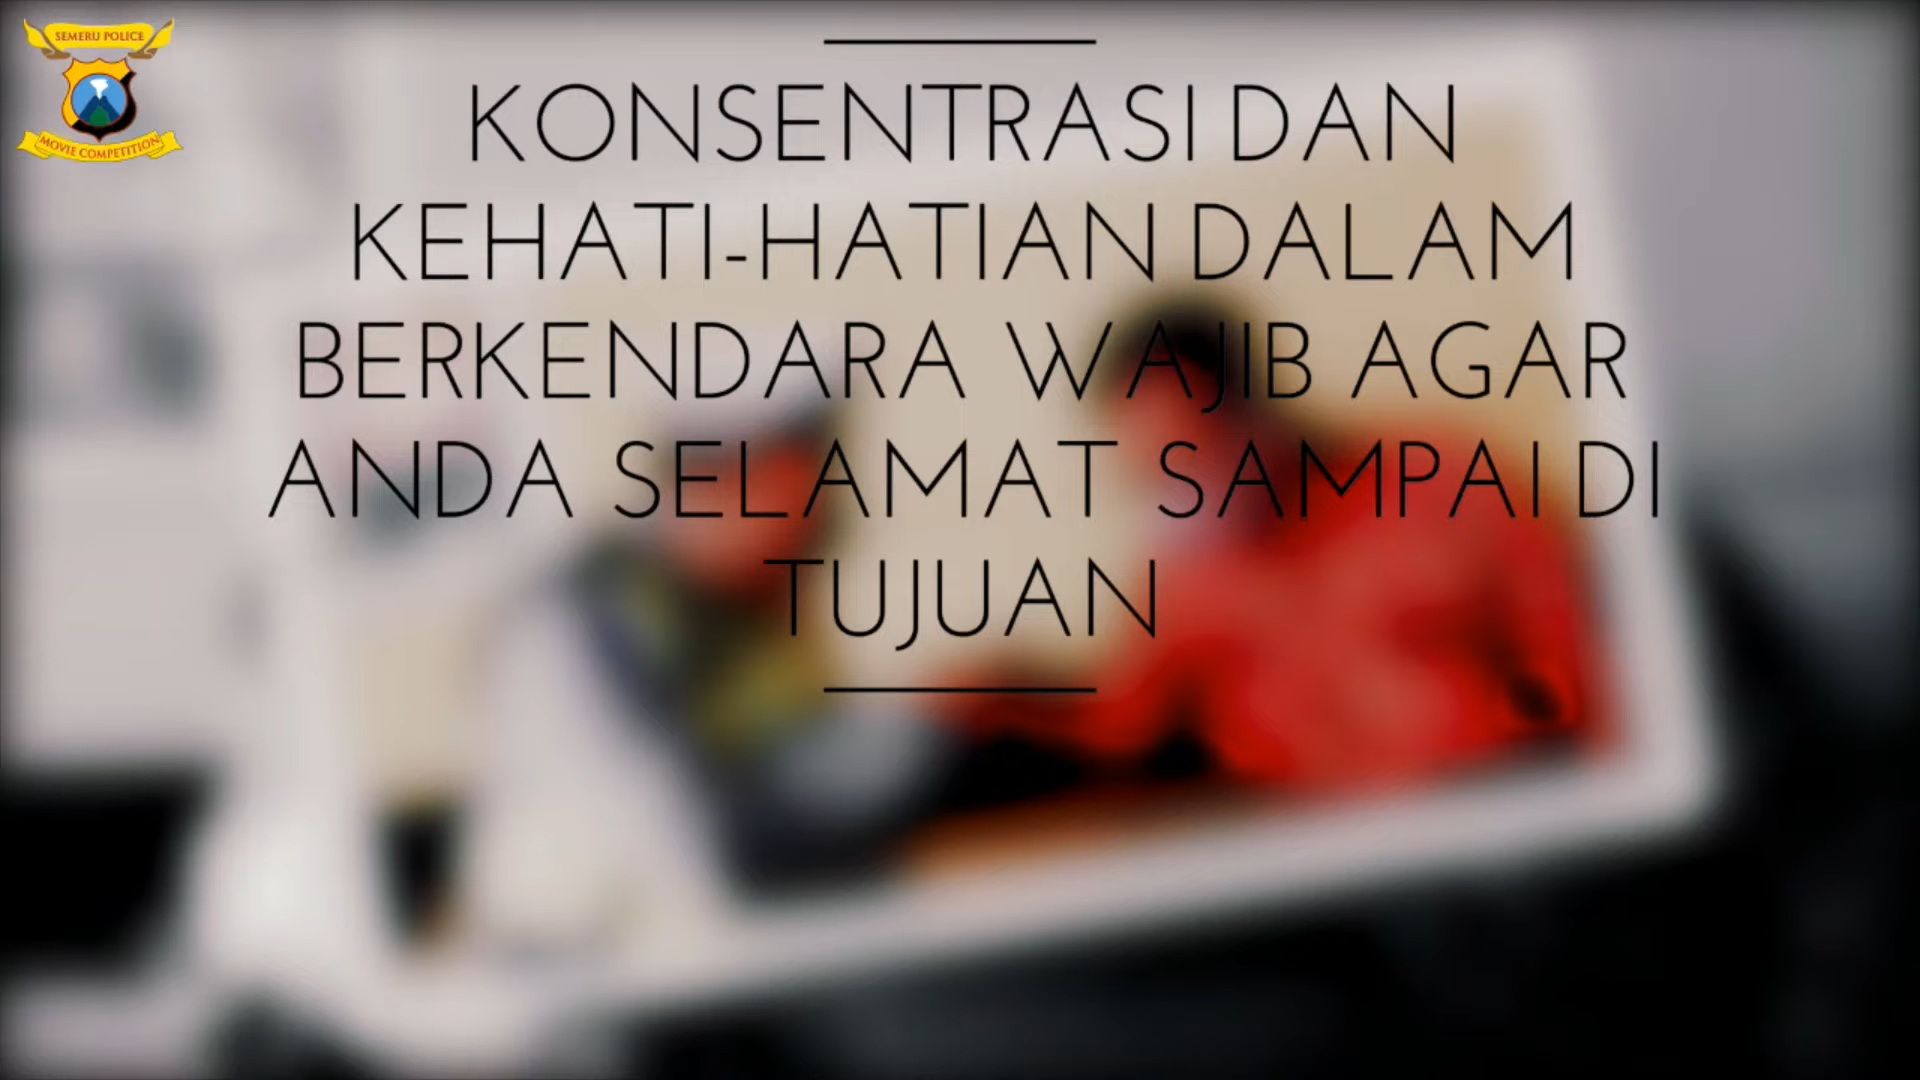 SEMERU POLICE
MOVIE COMPETITION
KONSENTRASI DAN
KEHATI-HATIAN DALAM
BERKENDARA WAJIB AGAR
ANDA SELAMAT SAMPAI DI
TUJUAN